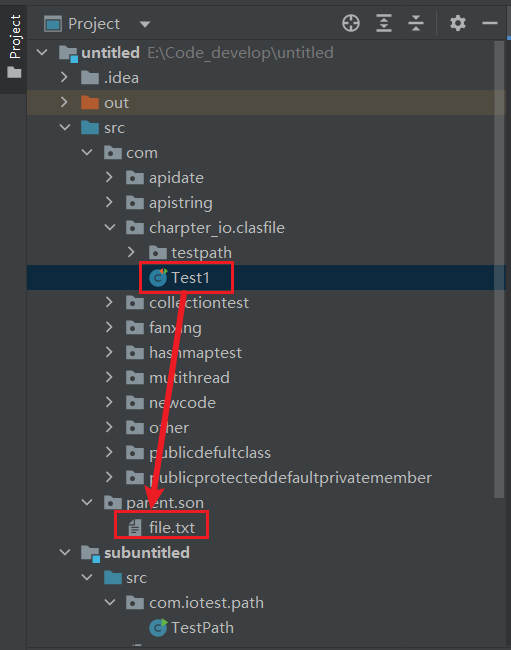 Project
Project
untitled E:\Code_develop\untitled
.idea
out
src
com
apidate
apistring
charpter_io.clasfile
testpath
Test1
collectiontest
fanxing
hashmaptest
mutithread
newcode
other
publicdefultclass
publicprotecteddefaultprivatemember
parent.son
file.txt
subuntitled
src
com.iotest.path
TestPath